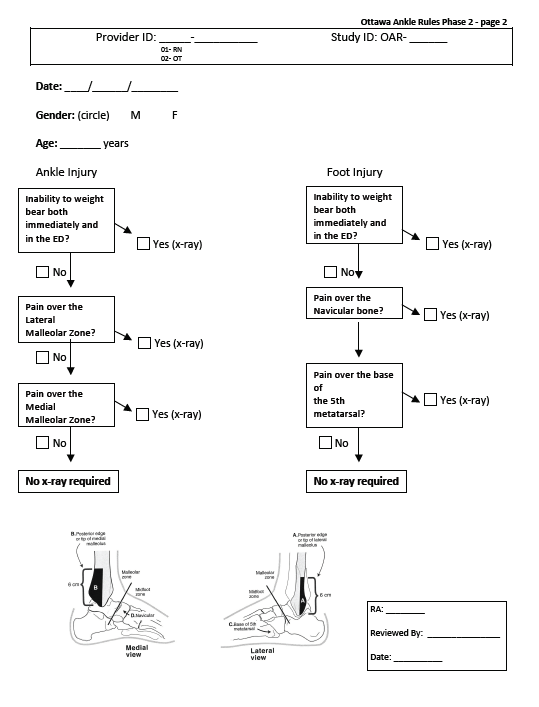 Ottawa Ankle Rules Phase 2 - page 2
Provider ID: _____-__________ Study ID: OAR- ______
01- RN
02- OT
Date: ____/______/________
Gender: (circle) M F
Age: _______ years
Ankle Injury
Inability to weight
bear both
immediately and
in the ED?
Yes (x-ray)
No
Pain over the
Lateral
Malleolar Zone?
Yes (x-ray)
No
Pain over the
Medial
Malleolar Zone?
Yes (x-ray)
No
No x-ray required
Foot Injury
Inability to weight
bear both
immediately and
in the ED?
Yes (x-ray)
No
Pain over the
Navicular bone?
Yes (x-ray)
Pain over the base
of
the 5th
metatarsal?
Yes (x-ray)
No
No x-ray required
B. Posterior edge
or tip of medial
malleolus
6 cm
B
Malleolar
zone
Midfoot
zone
D. Navicular
Medial
view
A. Posterior edge
or tip of lateral
malleolus
Malleolar
zone
Midfoot
zone
A
6 cm
C. Base of 5th
metatarsal
Lateral
view
RA: ________
Reviewed By: _______________
Date: __________